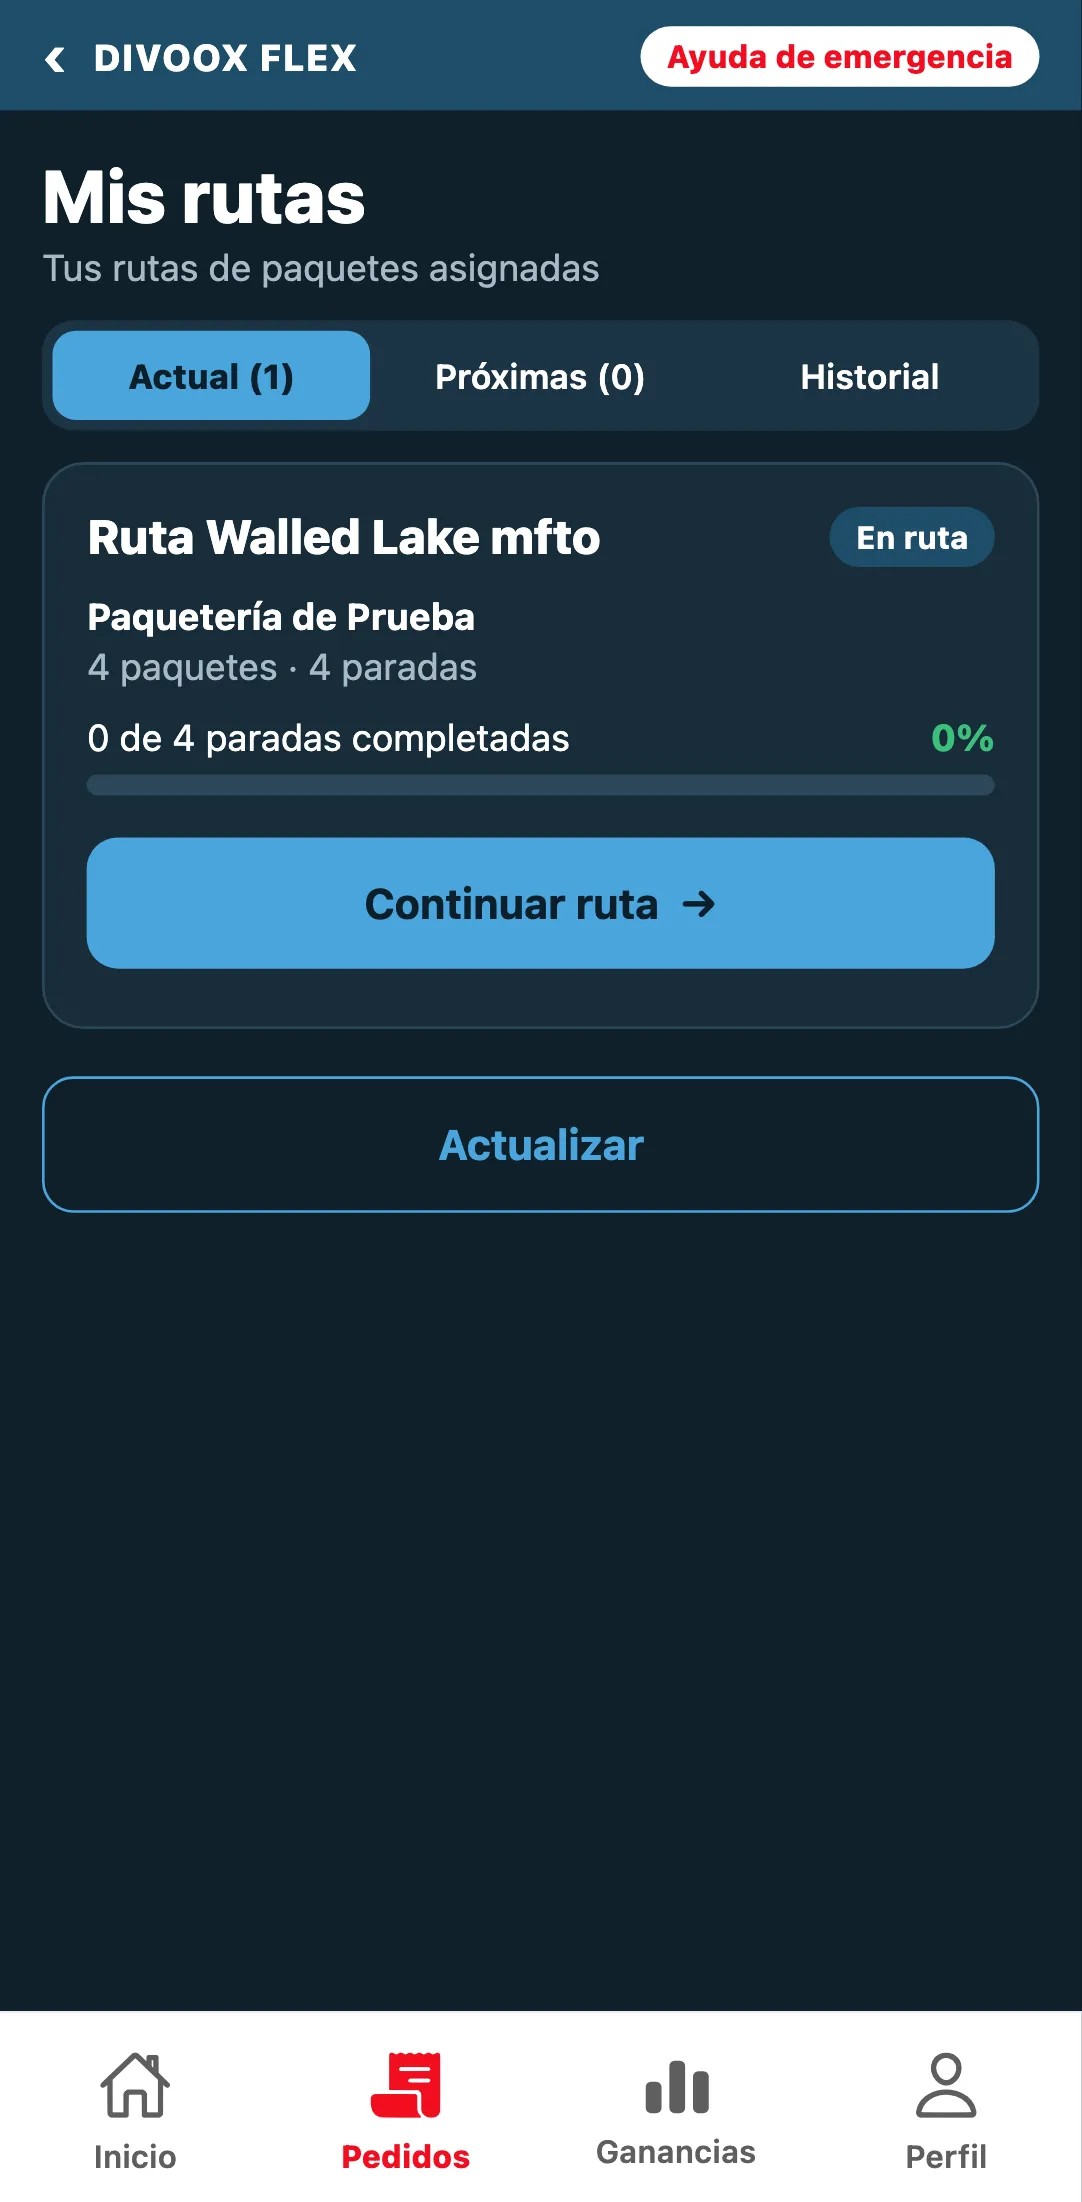 DIVOOX FLEX
Ayuda de emergencia
Mis rutas
Tus rutas de paquetes asignadas
Actual (1)
Próximas (0)
Historial
Ruta Walled Lake mfto
En ruta
Paquetería de Prueba
4 paquetes · 4 paradas
0 de 4 paradas completadas
0%
Continuar ruta →
Actualizar
Inicio
Pedidos
Ganancias
Perfil